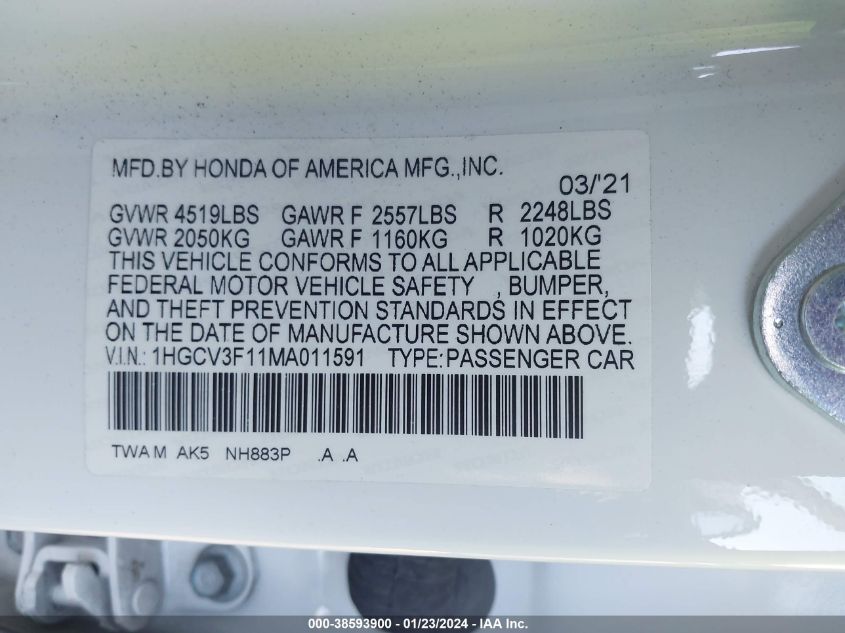 MFD.BY HONDA OF AMERICA MFG.,INC.
03/'21
GVWR 4519LBS GAWR F 2557LBS R 2248LBS
GVWR 2050KG GAWR F 1160KG R 1020KG
THIS VEHICLE CONFORMS TO ALL APPLICABLE
FEDERAL MOTOR VEHICLE SAFETY , BUMPER,
AND THEFT PREVENTION STANDARDS IN EFFECT
ON THE DATE OF MANUFACTURE SHOWN ABOVE.
V.I.N.: 1HGCV3F11MA011591 TYPE:PASSENGER CAR
TWA M AK5 NH883P .A .A
000-38593900 / 01/23/2024 / IAA Inc.